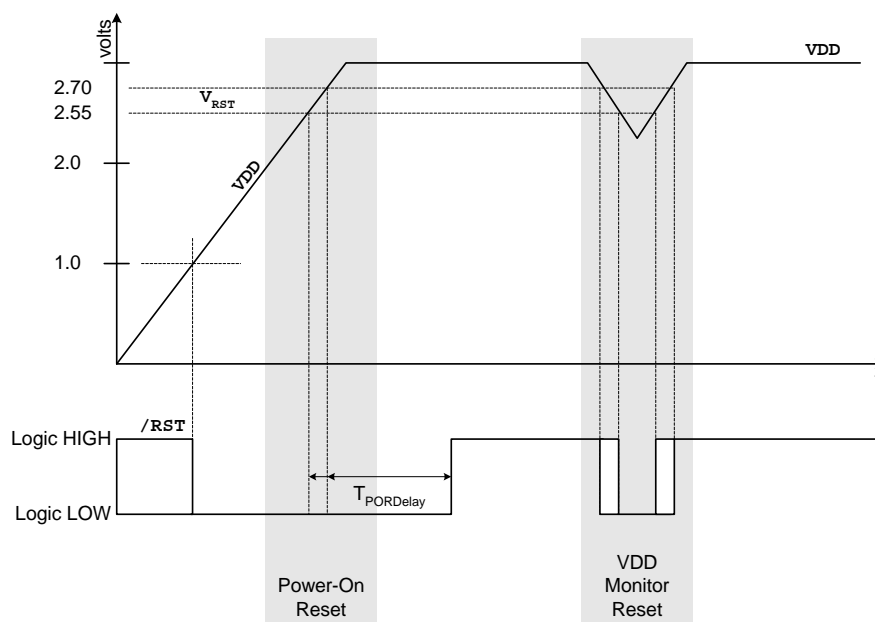 volts
VDD
2.70
V_RST
2.55
2.0
VDD
1.0
/RST
Logic HIGH
T_PORDelay
Logic LOW
Power-On
Reset
VDD
Monitor
Reset